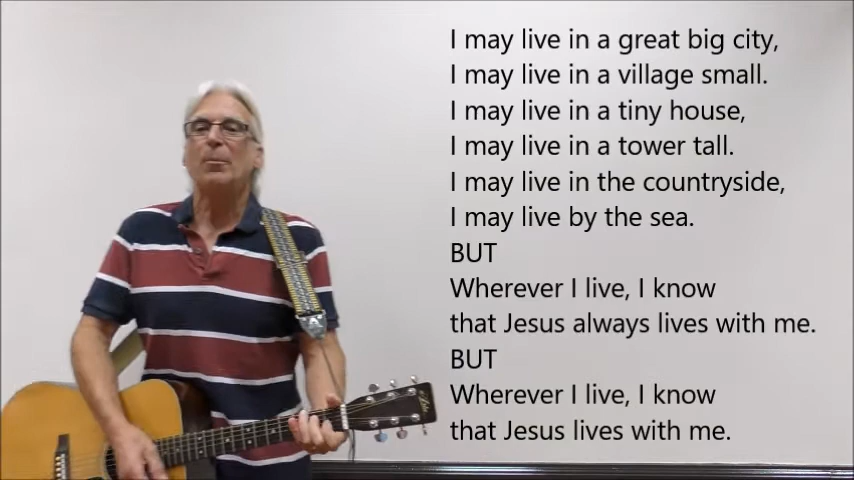 I may live in a great big city,
I may live in a village small.
I may live in a tiny house,
I may live in a tower tall.
I may live in the countryside,
I may live by the sea.
BUT
Wherever I live, I know
that Jesus always lives with me.
BUT
Wherever I live, I know
that Jesus lives with me.